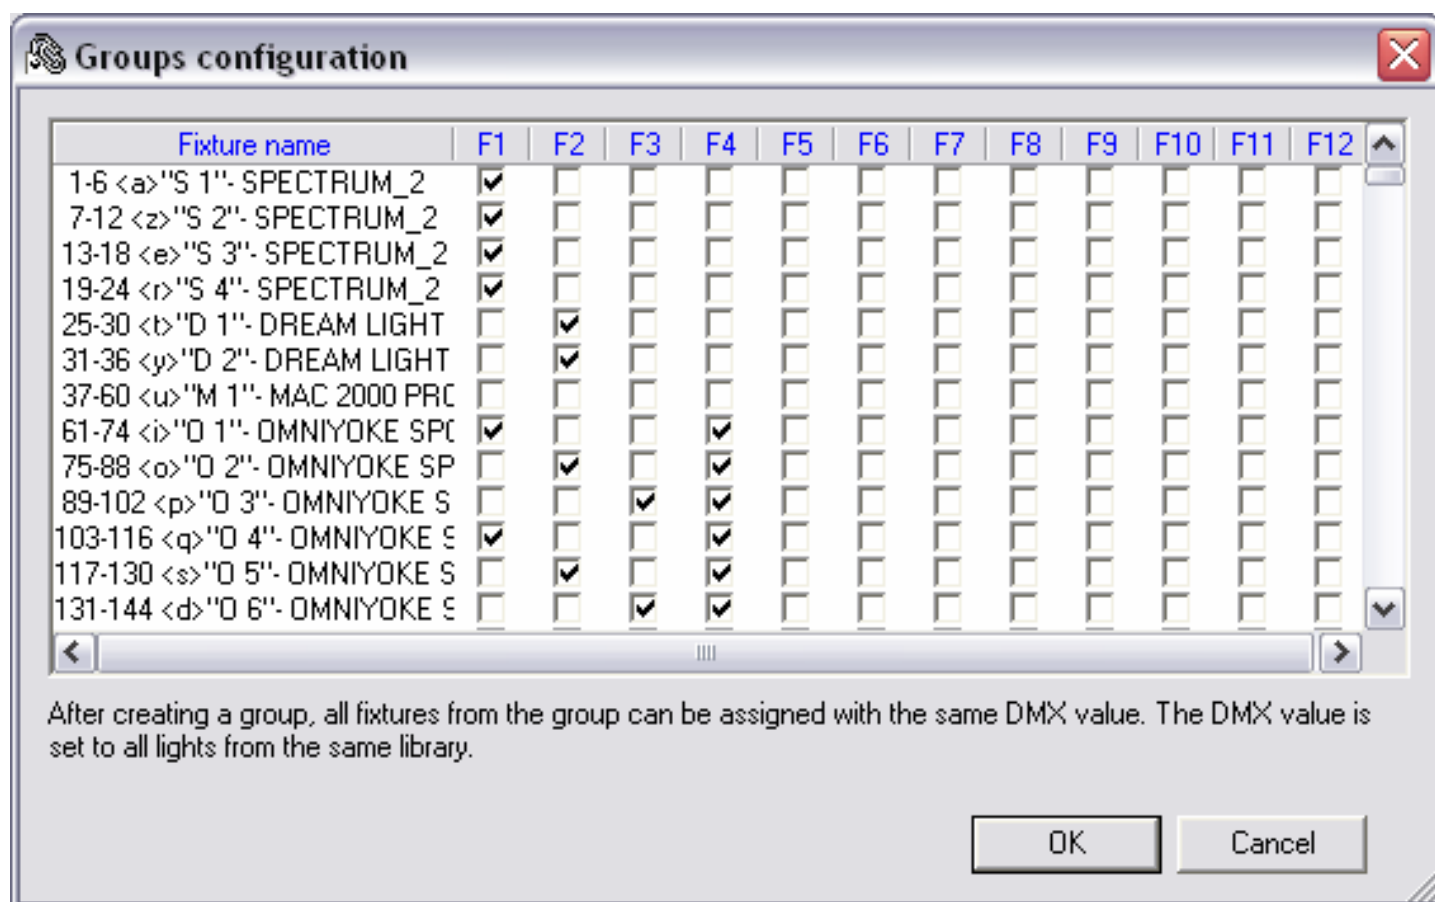 Groups configuration
Fixture name F1 F2 F3 F4 F5 F6 F7 F8 F9 F10 F11 F12
1-6 <a>"S 1"- SPECTRUM_2
7-12 <z>"S 2"- SPECTRUM_2
13-18 <e>"S 3"- SPECTRUM_2
19-24 <r>"S 4"- SPECTRUM_2
25-30 <t>"D 1"- DREAM LIGHT
31-36 <y>"D 2"- DREAM LIGHT
37-60 <u>"M 1"- MAC 2000 PRO
61-74 <i>"O 1"- OMNIYOKE SPO
75-88 <o>"O 2"- OMNIYOKE SP
89-102 <p>"O 3"- OMNIYOKE S
103-116 <q>"O 4"- OMNIYOKE S
117-130 <s>"O 5"- OMNIYOKE S
131-144 <d>"O 6"- OMNIYOKE S
After creating a group, all fixtures from the group can be assigned with the same DMX value. The DMX value is
set to all lights from the same library.
OK Cancel